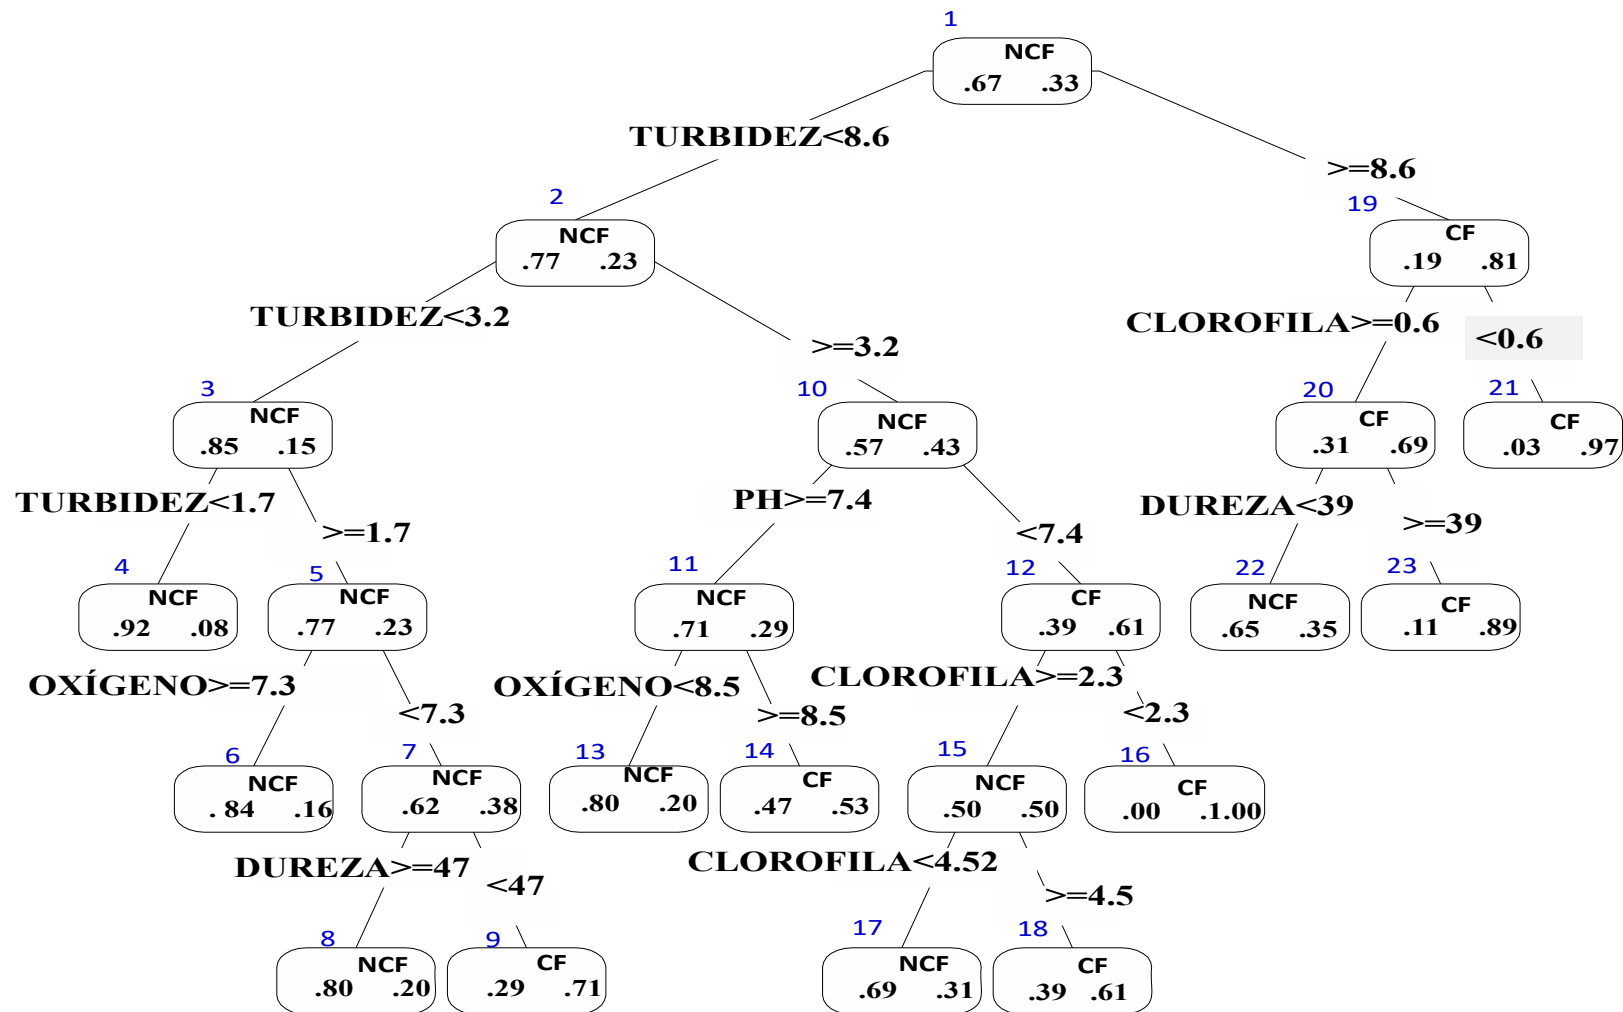 1
NCF
.67 .33
TURBIDEZ<8.6
>=8.6
2
19
NCF
.77 .23
CF
.19 .81
TURBIDEZ<3.2
>=3.2
CLOROFILA>=0.6
<0.6
3
10
20
21
NCF
.85 .15
NCF
.57 .43
CF
.31 .69
CF
.03 .97
TURBIDEZ<1.7
>=1.7
PH>=7.4
<7.4
DUREZA<39
>=39
4
5
11
12
22
23
NCF
.92 .08
NCF
.77 .23
NCF
.71 .29
CF
.39 .61
NCF
.65 .35
CF
.11 .89
OXÍGENO>=7.3
<7.3
OXÍGENO<8.5
>=8.5
CLOROFILA>=2.3
<2.3
6
7
13
14
15
16
NCF
. 84 .16
NCF
.62 .38
NCF
.80 .20
CF
.47 .53
NCF
.50 .50
CF
.00 .1.00
DUREZA>=47
<47
CLOROFILA<4.52
>=4.5
8
9
17
18
NCF
.80 .20
CF
.29 .71
NCF
.69 .31
CF
.39 .61